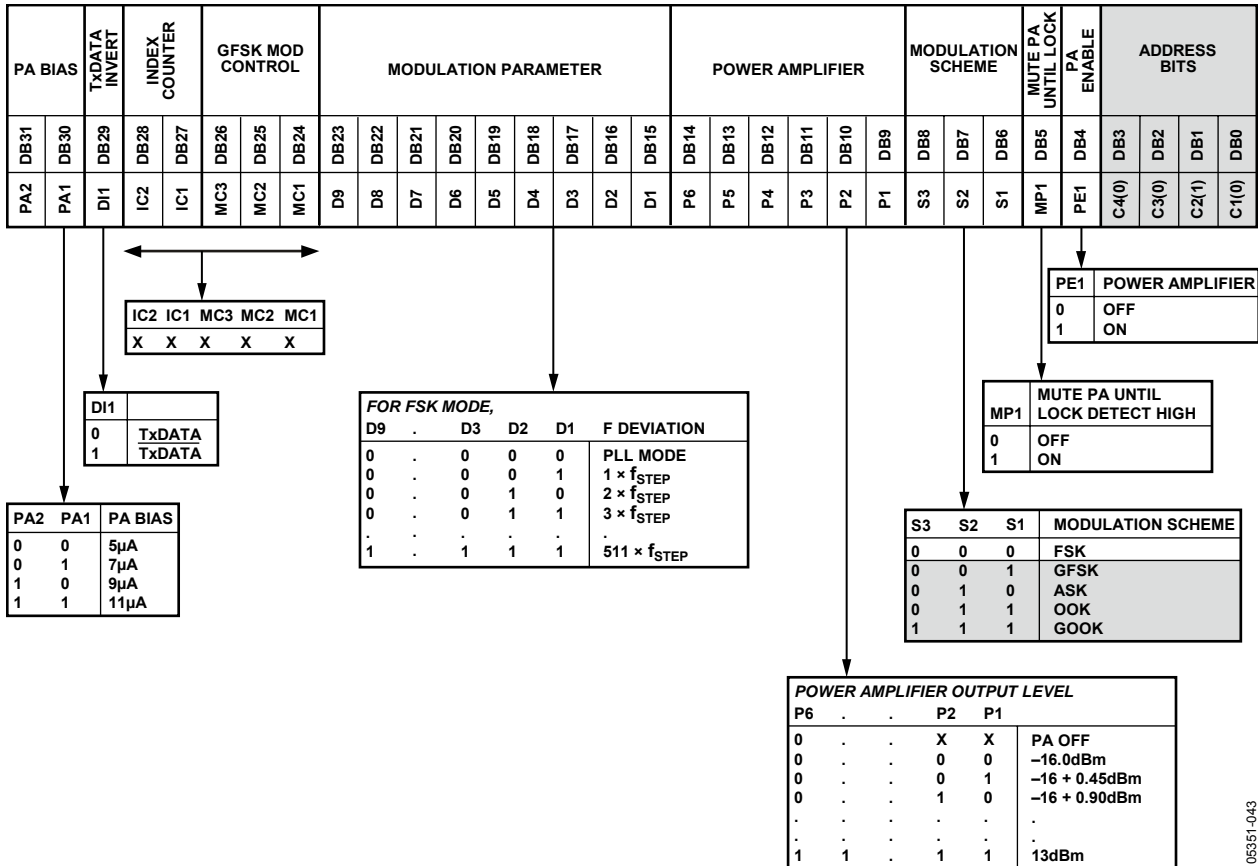 PA BIAS
TxDATA INVERT
INDEX COUNTER
GFSK MOD CONTROL
MODULATION PARAMETER
POWER AMPLIFIER
MODULATION SCHEME
MUTE PA UNTIL LOCK
PA ENABLE
ADDRESS BITS
DB31 DB30 DB29 DB28 DB27 DB26 DB25 DB24 DB23 DB22 DB21 DB20 DB19 DB18 DB17 DB16 DB15 DB14 DB13 DB12 DB11 DB10 DB9 DB8 DB7 DB6 DB5 DB4 DB3 DB2 DB1 DB0
PA2 PA1 DI1 IC2 IC1 MC3 MC2 MC1 D9 D8 D7 D6 D5 D4 D3 D2 D1 P6 P5 P4 P3 P2 P1 S3 S2 S1 MP1 PE1 C4(0) C3(0) C2(1) C1(0)
PE1 POWER AMPLIFIER
0 OFF
1 ON
IC2 IC1 MC3 MC2 MC1
X X X X X
MP1 MUTE PA UNTIL
LOCK DETECT HIGH
0 OFF
1 ON
DI1
0 TxDATA
1 TxDATA
FOR FSK MODE,
D9 . D3 D2 D1 F DEVIATION
0 . 0 0 0 PLL MODE
0 . 0 0 1 1 × fSTEP
0 . 0 1 0 2 × fSTEP
0 . 0 1 1 3 × fSTEP
. . . . . .
1 . 1 1 1 511 × fSTEP
PA2 PA1 PA BIAS
0 0 5µA
0 1 7µA
1 0 9µA
1 1 11µA
S3 S2 S1 MODULATION SCHEME
0 0 0 FSK
0 0 1 GFSK
0 1 0 ASK
0 1 1 OOK
1 1 1 GOOK
POWER AMPLIFIER OUTPUT LEVEL
P6 . . P2 P1
0 . . X X PA OFF
0 . . 0 0 –16.0dBm
0 . . 0 1 –16 + 0.45dBm
0 . . 1 0 –16 + 0.90dBm
. . . . . .
. . . . . .
1 1 . 1 1 13dBm
05351-043